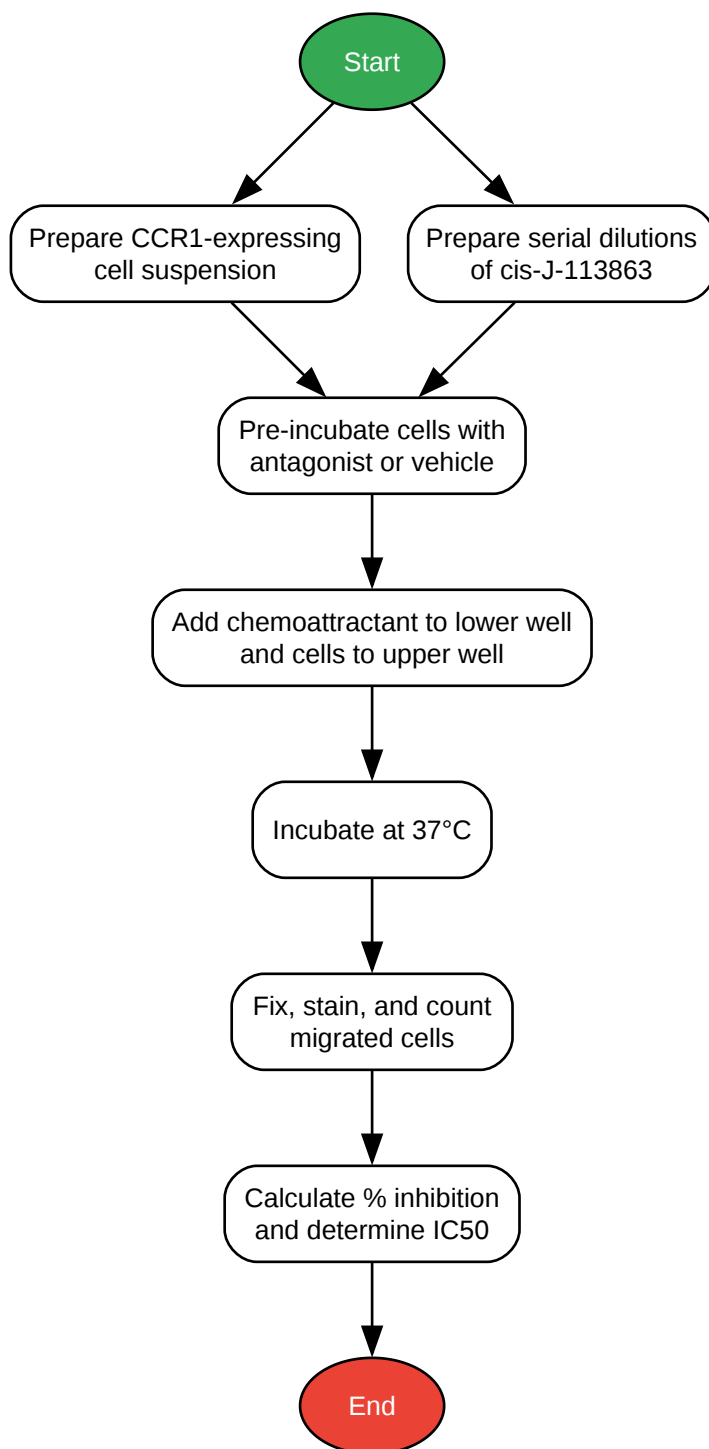 Start
Prepare CCR1-expressing
cell suspension
Prepare serial dilutions
of cis-J-113863
Pre-incubate cells with
antagonist or vehicle
Add chemoattractant to lower well
and cells to upper well
Incubate at 37°C
Fix, stain, and count
migrated cells
Calculate % inhibition
and determine IC50
End